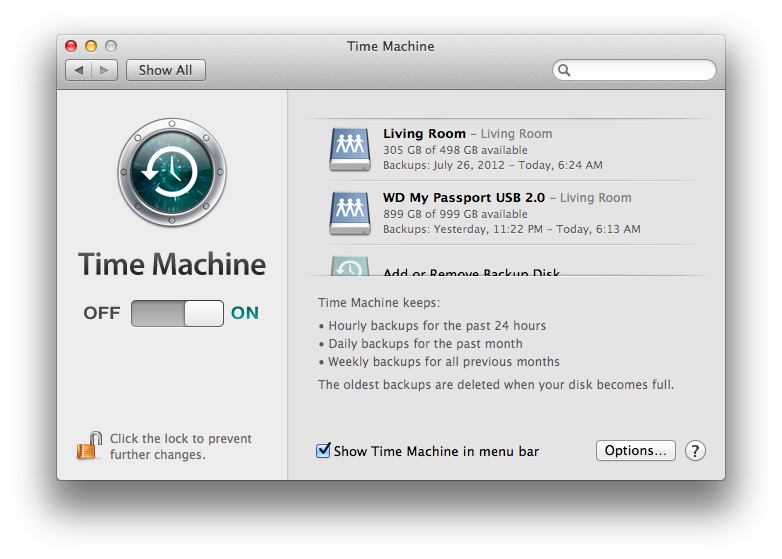 Time Machine
Show All
Time Machine
OFF ON
Click the lock to prevent
further changes.
Living Room – Living Room
305 GB of 498 GB available
Backups: July 26, 2012 – Today, 6:24 AM
WD My Passport USB 2.0 – Living Room
899 GB of 999 GB available
Backups: Yesterday, 11:22 PM – Today, 6:13 AM
Add or Remove Backup Disk
Time Machine keeps:
• Hourly backups for the past 24 hours
• Daily backups for the past month
• Weekly backups for all previous months
The oldest backups are deleted when your disk becomes full.
Show Time Machine in menu bar
Options...
?